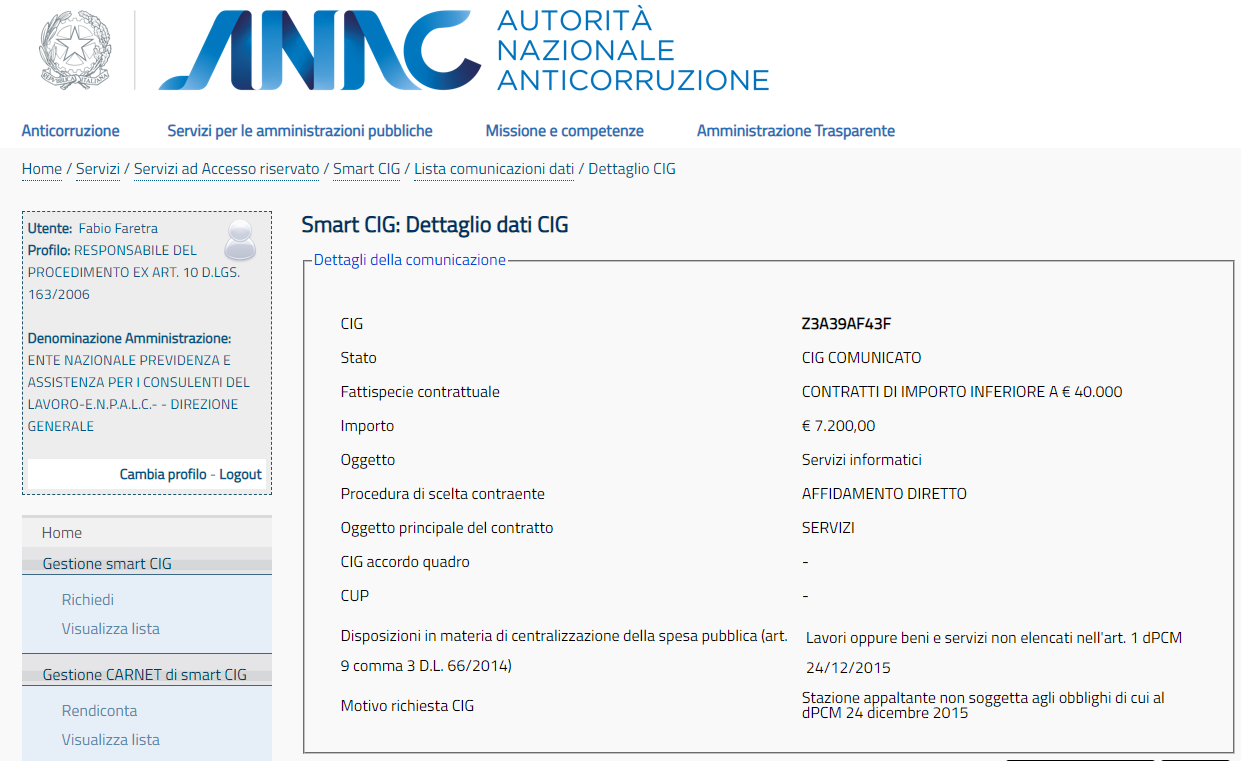 REPVBBLICA ITALIANA
ANAC
AUTORITÀ
NAZIONALE
ANTICORRUZIONE
Anticorruzione
Servizi per le amministrazioni pubbliche
Missione e competenze
Amministrazione Trasparente
Home / Servizi / Servizi ad Accesso riservato / Smart CIG / Lista comunicazioni dati / Dettaglio CIG
Utente: Fabio Faretra
Profilo: RESPONSABILE DEL
PROCEDIMENTO EX ART. 10 D.LGS.
163/2006
Denominazione Amministrazione:
ENTE NAZIONALE PREVIDENZA E
ASSISTENZA PER I CONSULENTI DEL
LAVORO-E.N.P.A.L.C.- - DIREZIONE
GENERALE
Cambia profilo - Logout
Home
Gestione smart CIG
Richiedi
Visualizza lista
Gestione CARNET di smart CIG
Rendiconta
Visualizza lista
Smart CIG: Dettaglio dati CIG
Dettagli della comunicazione
CIG Z3A39AF43F
Stato CIG COMUNICATO
Fattispecie contrattuale CONTRATTI DI IMPORTO INFERIORE A € 40.000
Importo € 7.200,00
Oggetto Servizi informatici
Procedura di scelta contraente AFFIDAMENTO DIRETTO
Oggetto principale del contratto SERVIZI
CIG accordo quadro -
CUP -
Disposizioni in materia di centralizzazione della spesa pubblica (art.
9 comma 3 D.L. 66/2014)
Lavori oppure beni e servizi non elencati nell'art. 1 dPCM
24/12/2015
Motivo richiesta CIG
Stazione appaltante non soggetta agli obblighi di cui al
dPCM 24 dicembre 2015